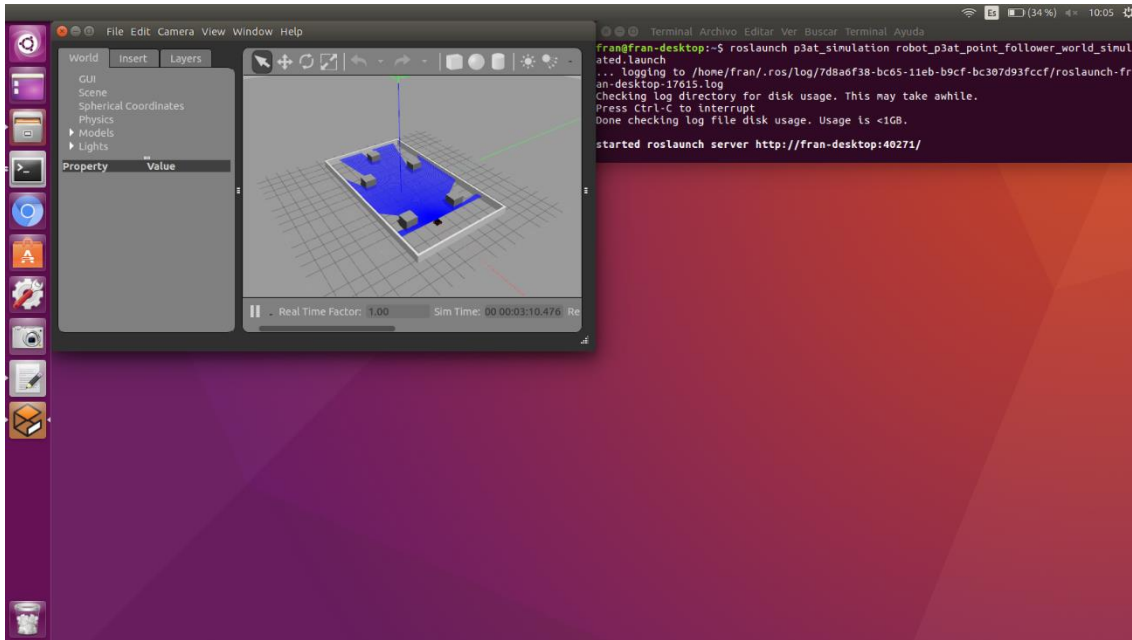 Es (34 %) 10:05
File Edit Camera View Window Help
World Insert Layers
GUI
Scene
Spherical Coordinates
Physics
Models
Lights
Property Value
Real Time Factor: 1.00 Sim Time: 00 00:03:10.476 Re
Terminal Archivo Editar Ver Buscar Terminal Ayuda
fran@fran-desktop:~$ roslaunch p3at_simulation robot_p3at_point_follower_world_simul
ated.launch
... logging to /home/fran/.ros/log/7d8a6f38-bc65-11eb-b9cf-bc307d93fccf/roslaunch-fr
an-desktop-17615.log
Checking log directory for disk usage. This may take awhile.
Press Ctrl-C to interrupt
Done checking log file disk usage. Usage is <1GB.
started roslaunch server http://fran-desktop:40271/